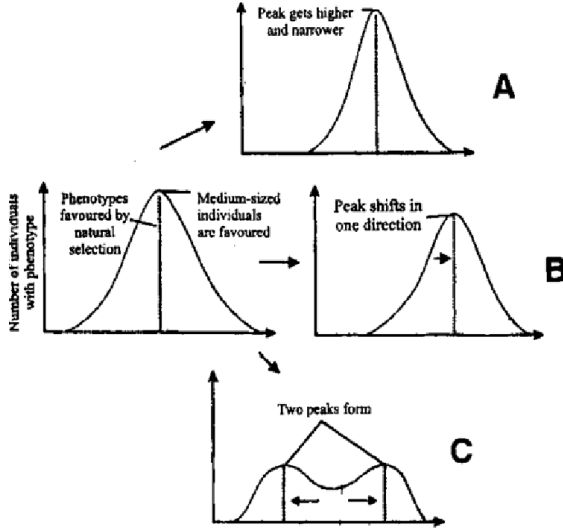 Peak gets higher
and narrower
A
Number of individuals
with phenotype
Phenotypes
favoured by
natural
selection
Medium-sized
individuals
are favoured
Peak shifts in
one direction
B
Two peaks form
C